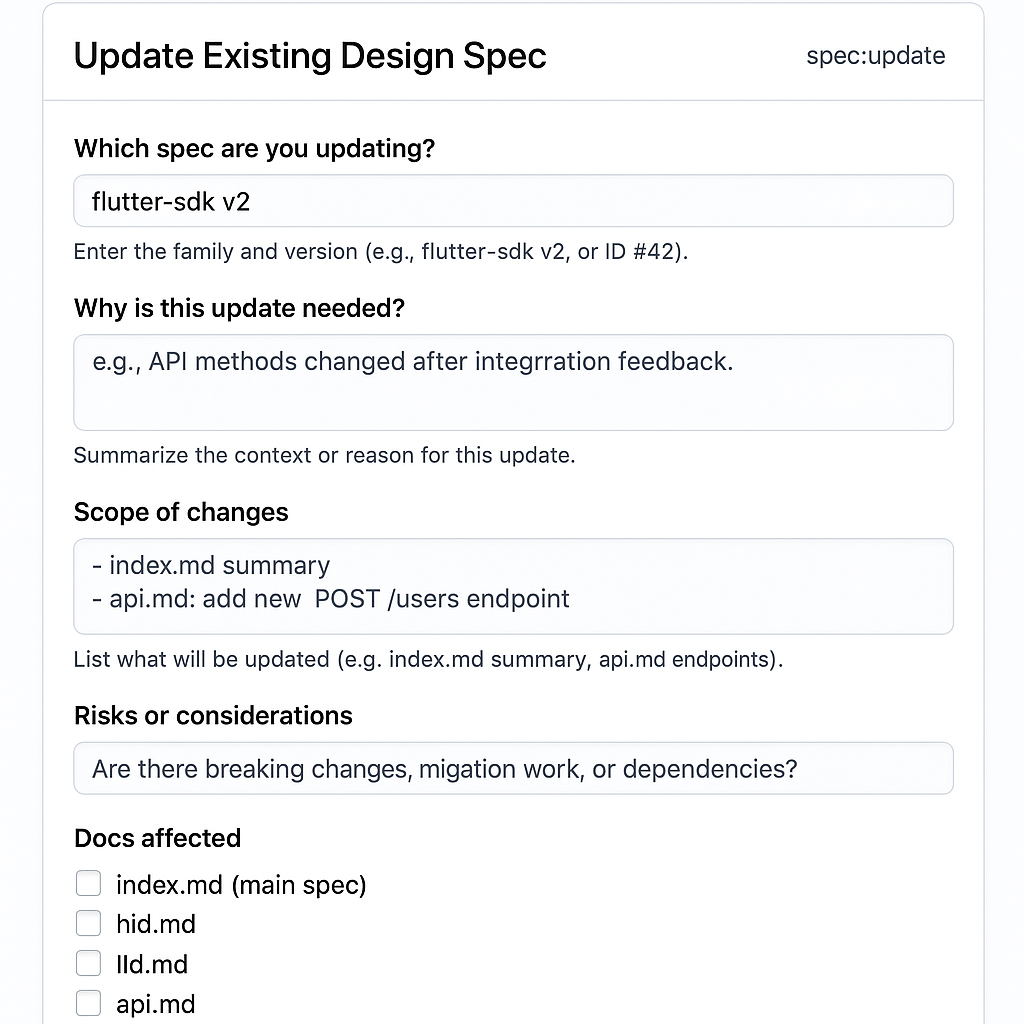 Update Existing Design Spec
spec:update
Which spec are you updating?
flutter-sdk v2
Enter the family and version (e.g., flutter-sdk v2, or ID #42).
Why is this update needed?
e.g., API methods changed after integrration feedback.
Summarize the context or reason for this update.
Scope of changes
- index.md summary
- api.md: add new  POST /users endpoint
List what will be updated (e.g. index.md summary, api.md endpoints).
Risks or considerations
Are there breaking changes, migation work, or dependencies?
Docs affected
index.md (main spec)
hid.md
lld.md
api.md